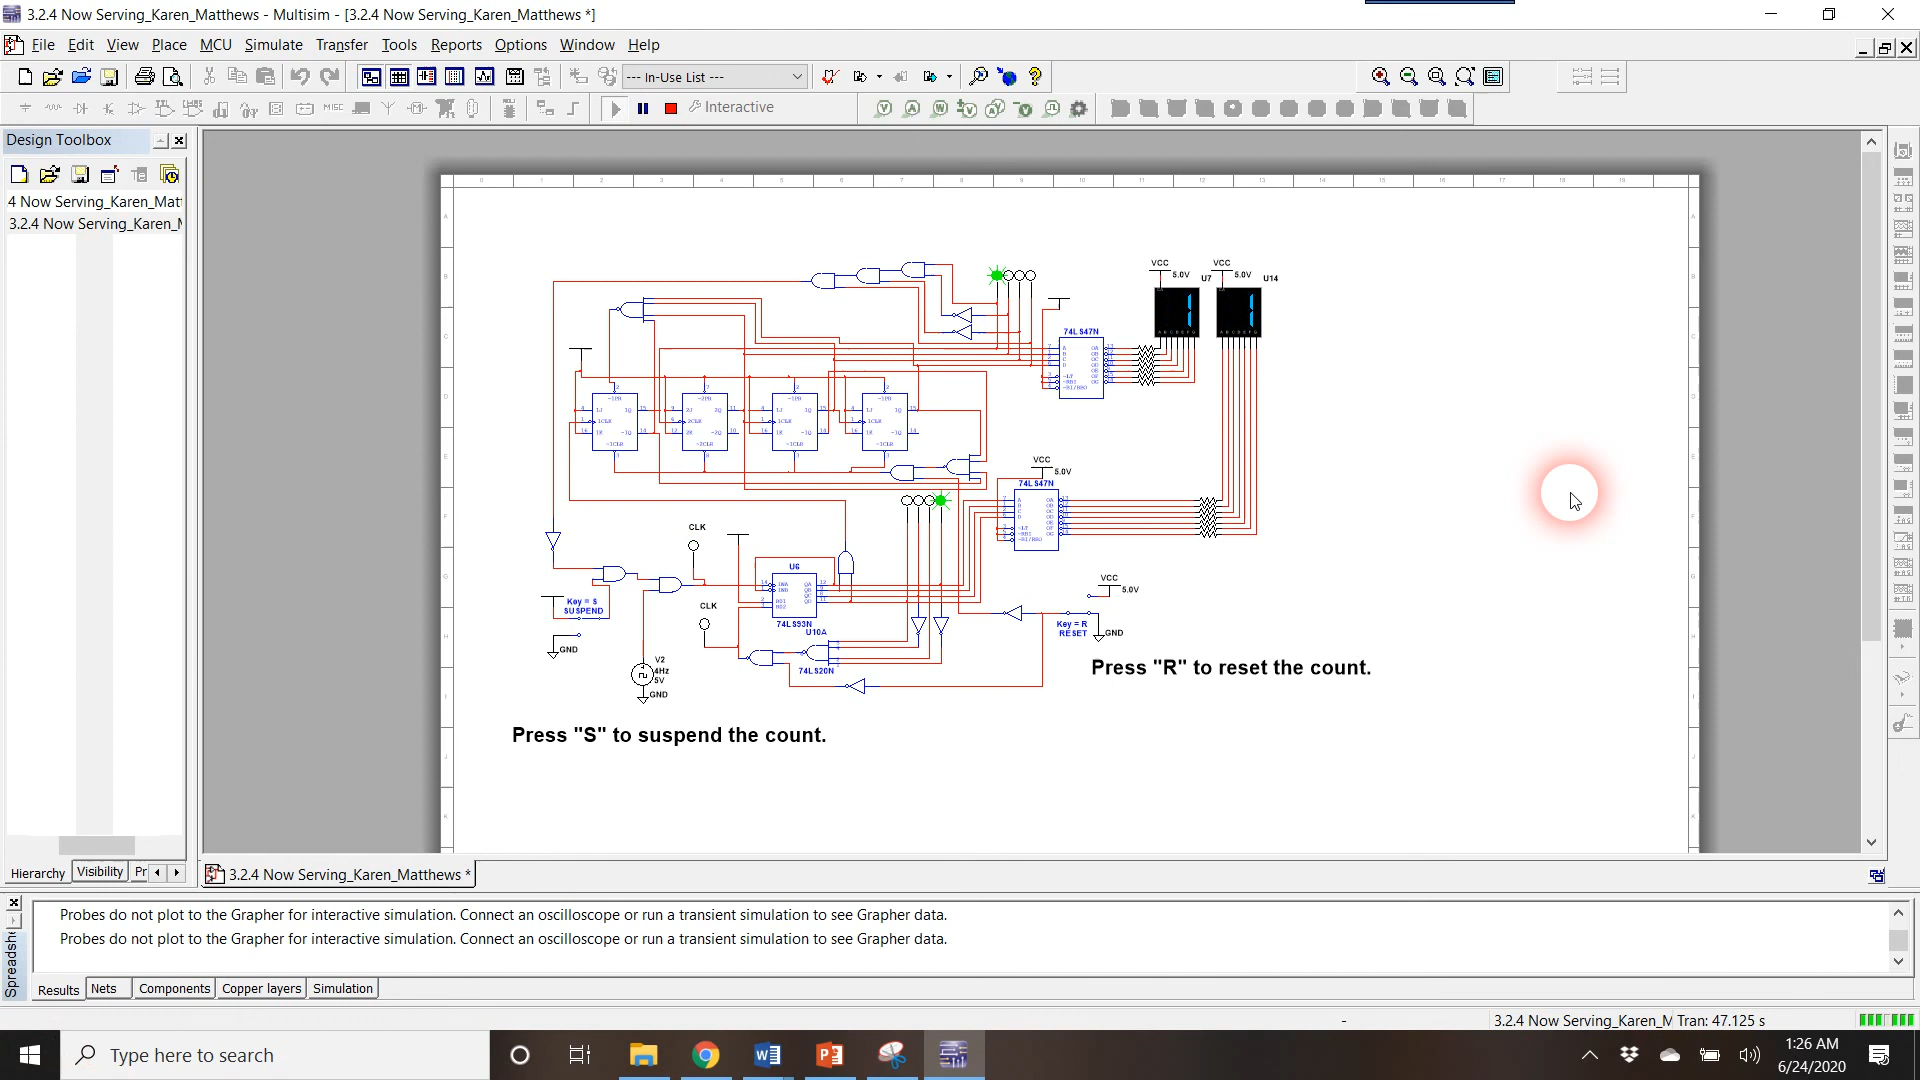 3.2.4 Now Serving_Karen_Matthews - Multisim - [3.2.4 Now Serving_Karen_Matthews *]
File Edit View Place MCU Simulate Transfer Tools Reports Options Window Help
--- In-Use List ---
Interactive
Design Toolbox
4 Now Serving_Karen_Matt
3.2.4 Now Serving_Karen_M
VCC VCC
5.0V U7 5.0V U14
74LS47N
VCC
5.0V
74LS47N
CLK
U6
CLK
74LS93N
U10A
74LS20N
Key = S
SUSPEND
GND
V2
4Hz
5V
GND
VCC
5.0V
Key = R
RESET
GND
Press "R" to reset the count.
Press "S" to suspend the count.
Hierarchy Visibility Pr
3.2.4 Now Serving_Karen_Matthews *
Probes do not plot to the Grapher for interactive simulation. Connect an oscilloscope or run a transient simulation to see Grapher data.
Probes do not plot to the Grapher for interactive simulation. Connect an oscilloscope or run a transient simulation to see Grapher data.
Results Nets Components Copper layers Simulation
- 3.2.4 Now Serving_Karen_M Tran: 47.125 s
Type here to search
1:26 AM
6/24/2020